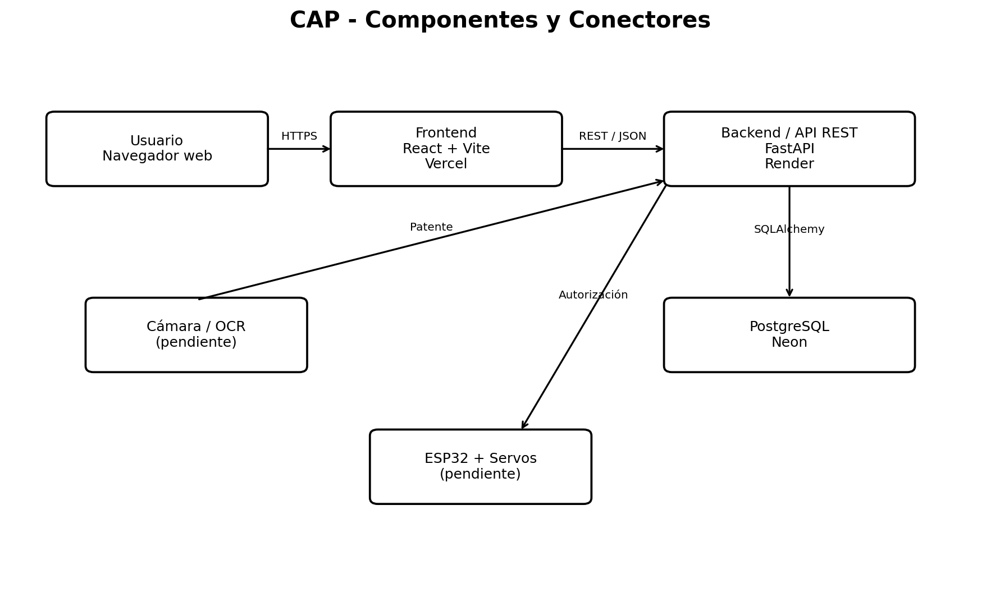 CAP - Componentes y Conectores
Usuario
Navegador web
HTTPS
Frontend
React + Vite
Vercel
REST / JSON
Backend / API REST
FastAPI
Render
Patente
SQLAlchemy
Autorización
Cámara / OCR
(pendiente)
PostgreSQL
Neon
ESP32 + Servos
(pendiente)